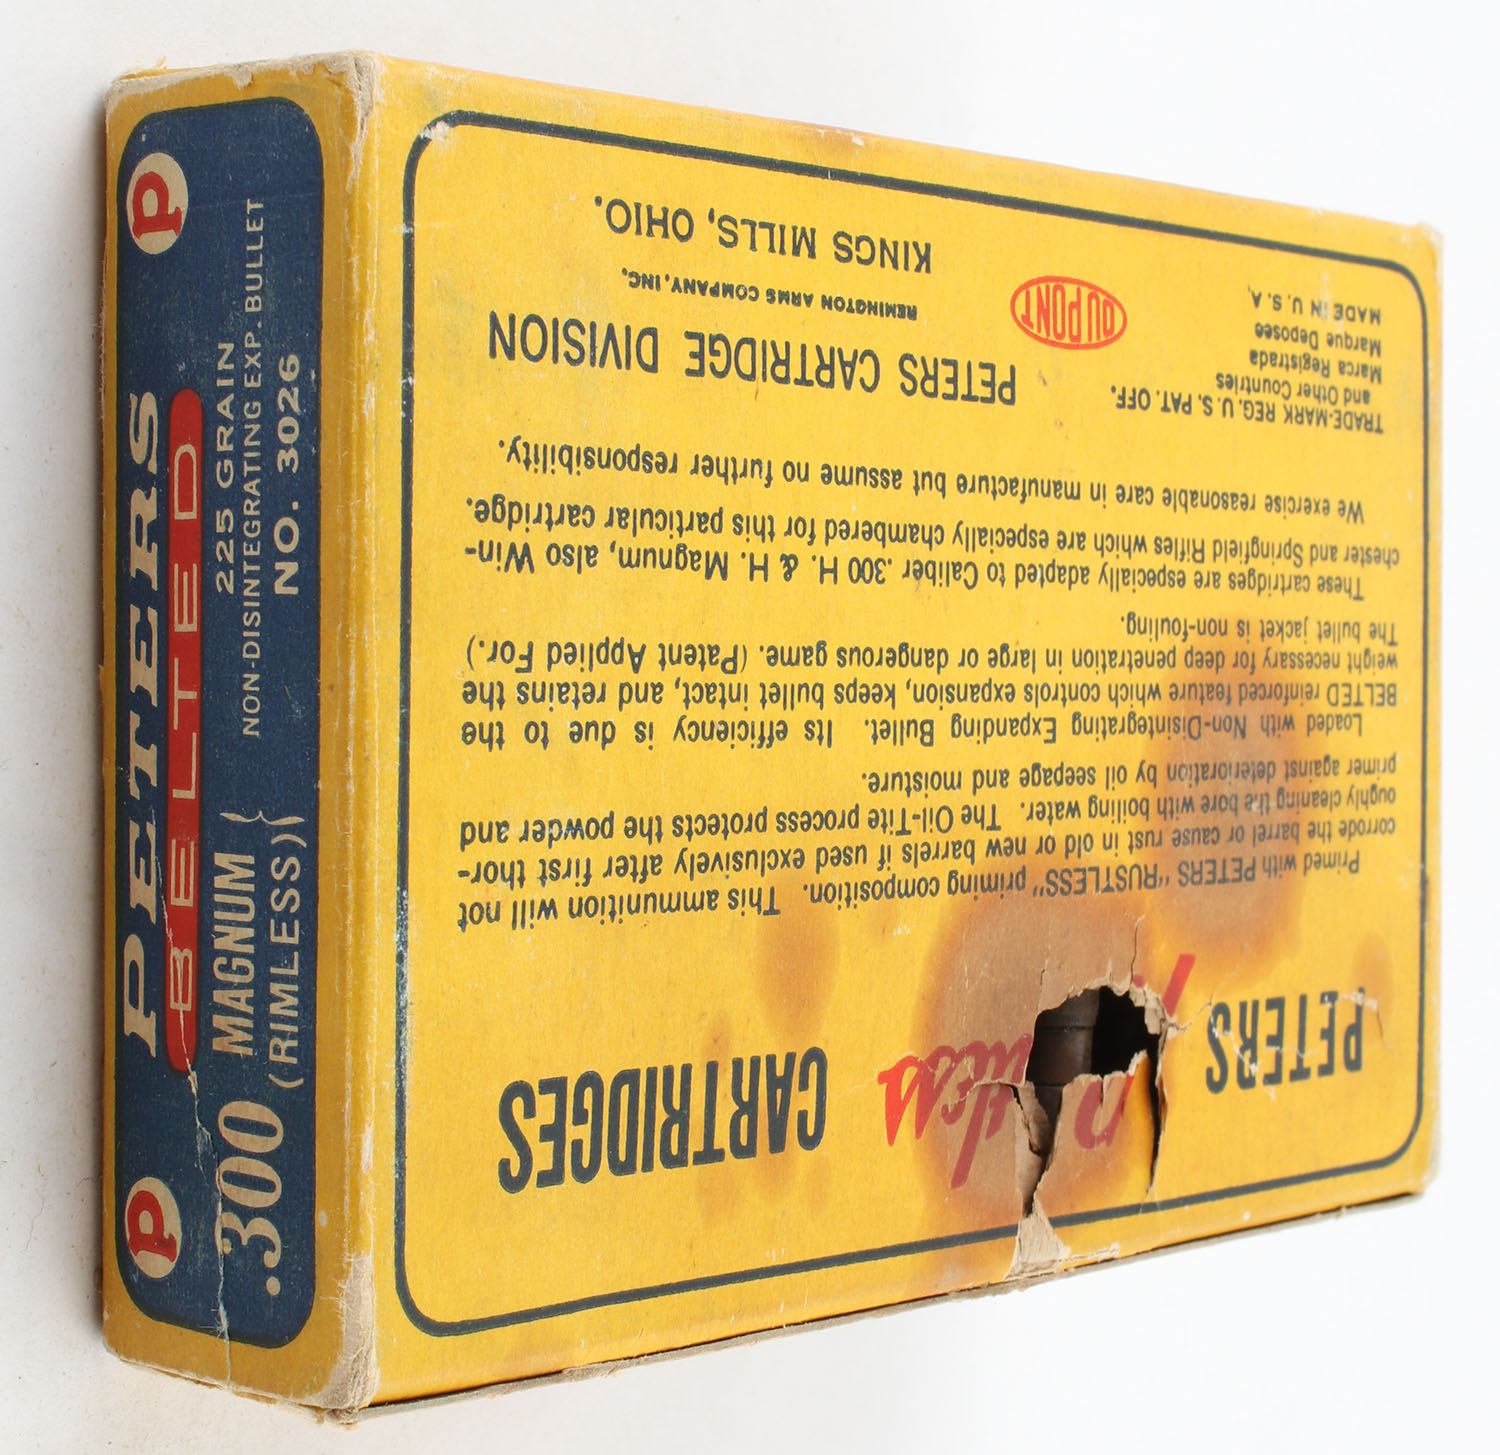 P
PETERS
BELTED
P
.300 MAGNUM
(RIMLESS)
225 GRAIN
NON-DISINTEGRATING EXP. BULLET
NO. 3026
PETERS
CARTRIDGES
Primed with PETERS "RUSTLESS" priming composition. This ammunition will not
corrode the barrel or cause rust in old or new barrels if used exclusively after first thor-
oughly cleaning the bore with boiling water. The Oil-Tite process protects the powder and
primer against deterioration by oil seepage and moisture.
Loaded with Non-Disintegrating Expanding Bullet. Its efficiency is due to the
BELTED reinforced feature which controls expansion, keeps bullet intact, and retains the
weight necessary for deep penetration in large or dangerous game. (Patent Applied For.)
The bullet jacket is non-fouling.
These cartridges are especially adapted to Caliber .300 H. & H. Magnum, also Win-
chester and Springfield Rifles which are especially chambered for this particular cartridge.
We exercise reasonable care in manufacture but assume no further responsibility.
TRADE-MARK REG. U. S. PAT. OFF.
and Other Countries
Marca Registrada
Marque Deposee
MADE IN U. S. A.
DU PONT
PETERS CARTRIDGE DIVISION
REMINGTON ARMS COMPANY, INC.
KINGS MILLS, OHIO.